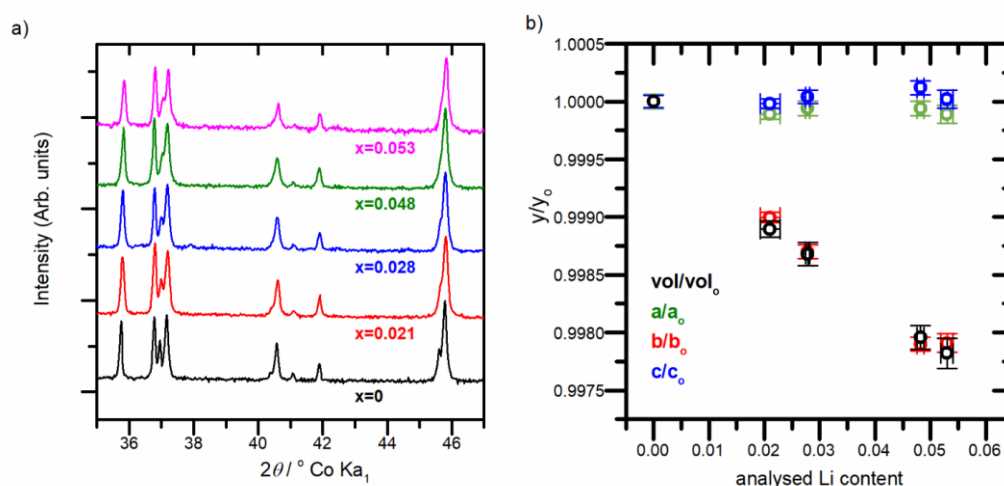 a)
Intensity (Arb. units)
x=0.053
x=0.048
x=0.028
x=0.021
x=0
36 38 40 42 44 46
2θ / ° Co Ka₁
b)
y/yₒ
1.0005
1.0000
0.9995
0.9990
0.9985
0.9980
0.9975
vol/volₒ
a/aₒ
b/bₒ
c/cₒ
0.00 0.01 0.02 0.03 0.04 0.05 0.06
analysed Li content